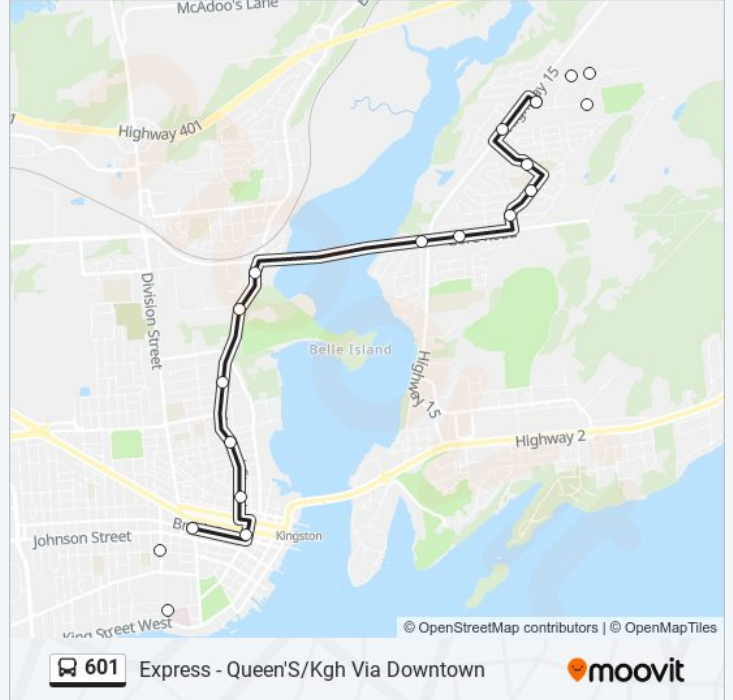 McAdoo's Lane
Highway 401
Division Street
Belle Island
Highway 15
Highway 2
Johnson Street
Kingston
King Street West
© OpenStreetMap contributors | © OpenMapTiles
601 Express - Queen'S/Kgh Via Downtown
moovit